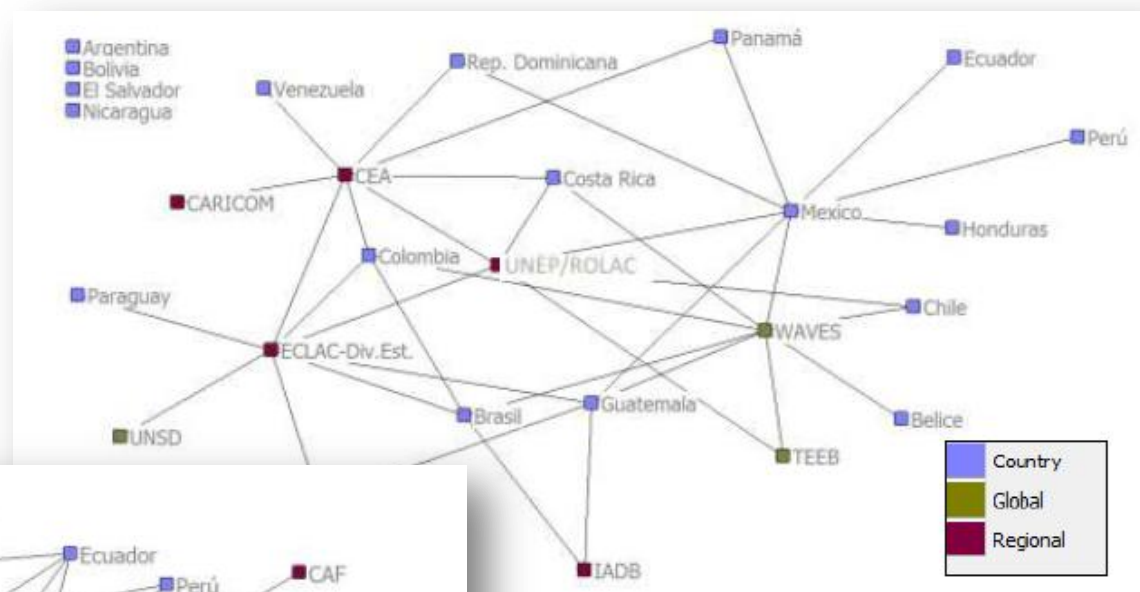 Argentina
Bolivia
El Salvador
Nicaragua
Venezuela
Rep. Dominicana
Panamá
Ecuador
Perú
CEA
Costa Rica
CARICOM
Mexico
Honduras
Colombia
UNEP/ROLAC
Paraguay
Chile
WAVES
ECLAC-Div.Est.
Brasil
Guatemala
Belice
UNSD
TEEB
Country
Global
Regional
IADB
Ecuador
Perú
CAF